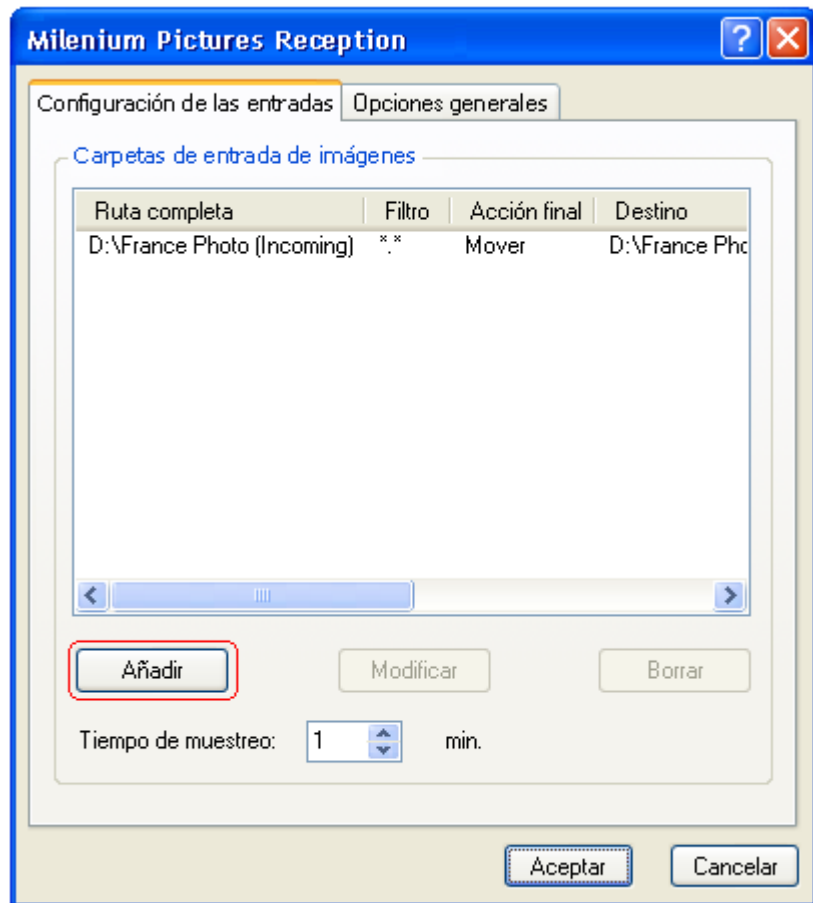 Milenium Pictures Reception
Configuración de las entradas Opciones generales
Carpetas de entrada de imágenes
Ruta completa Filtro Acción final Destino
D:\France Photo (Incoming) *.* Mover D:\France Pho
Añadir Modificar Borrar
Tiempo de muestreo: 1 min.
Aceptar Cancelar